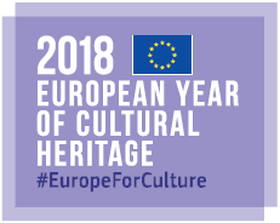 2018
EUROPEAN YEAR
OF CULTURAL
HERITAGE
#EuropeForCulture